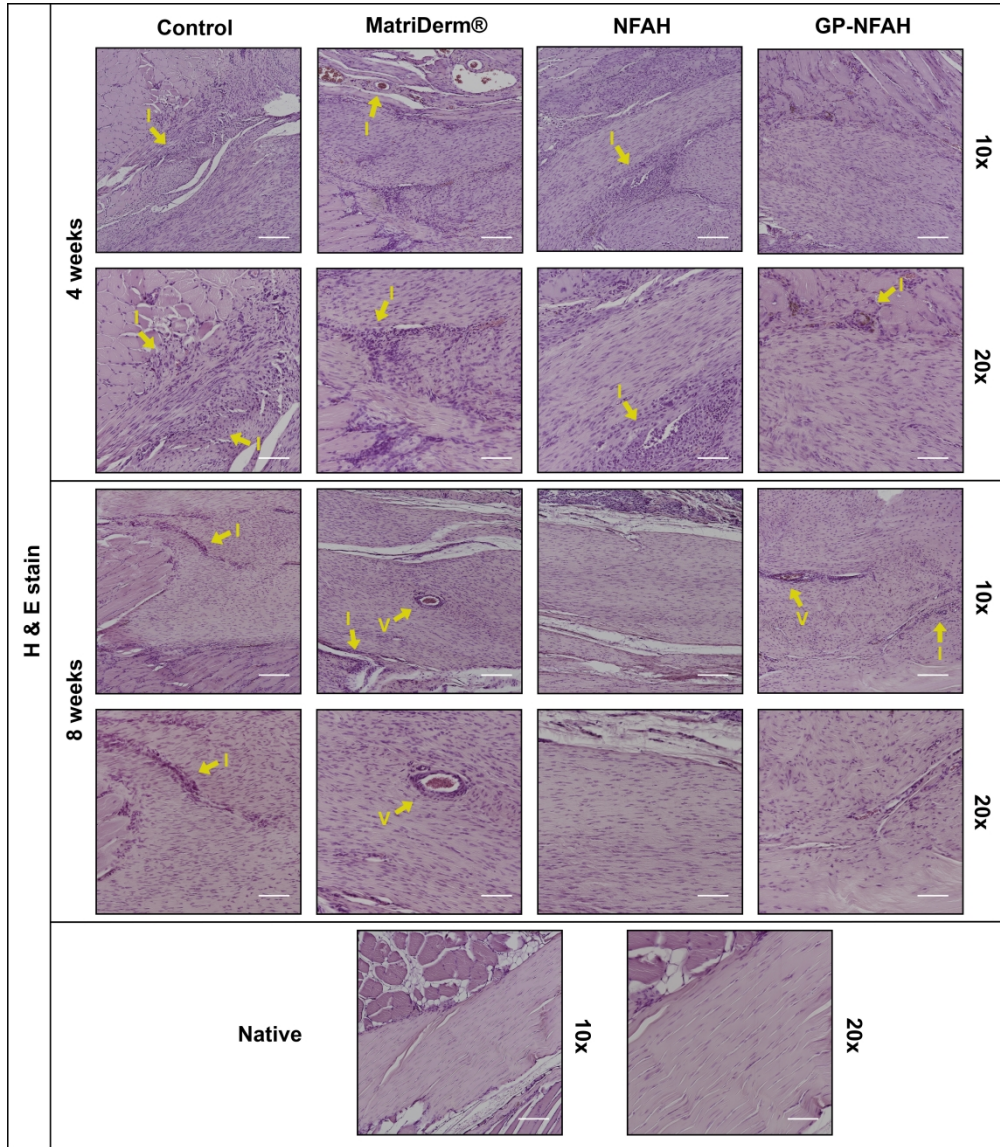 Control MatriDerm® NFAH GP-NFAH
H & E stain
4 weeks
I I I 10x
I I I I I 20x
8 weeks
I V I V I 10x
I V 20x
Native 10x 20x